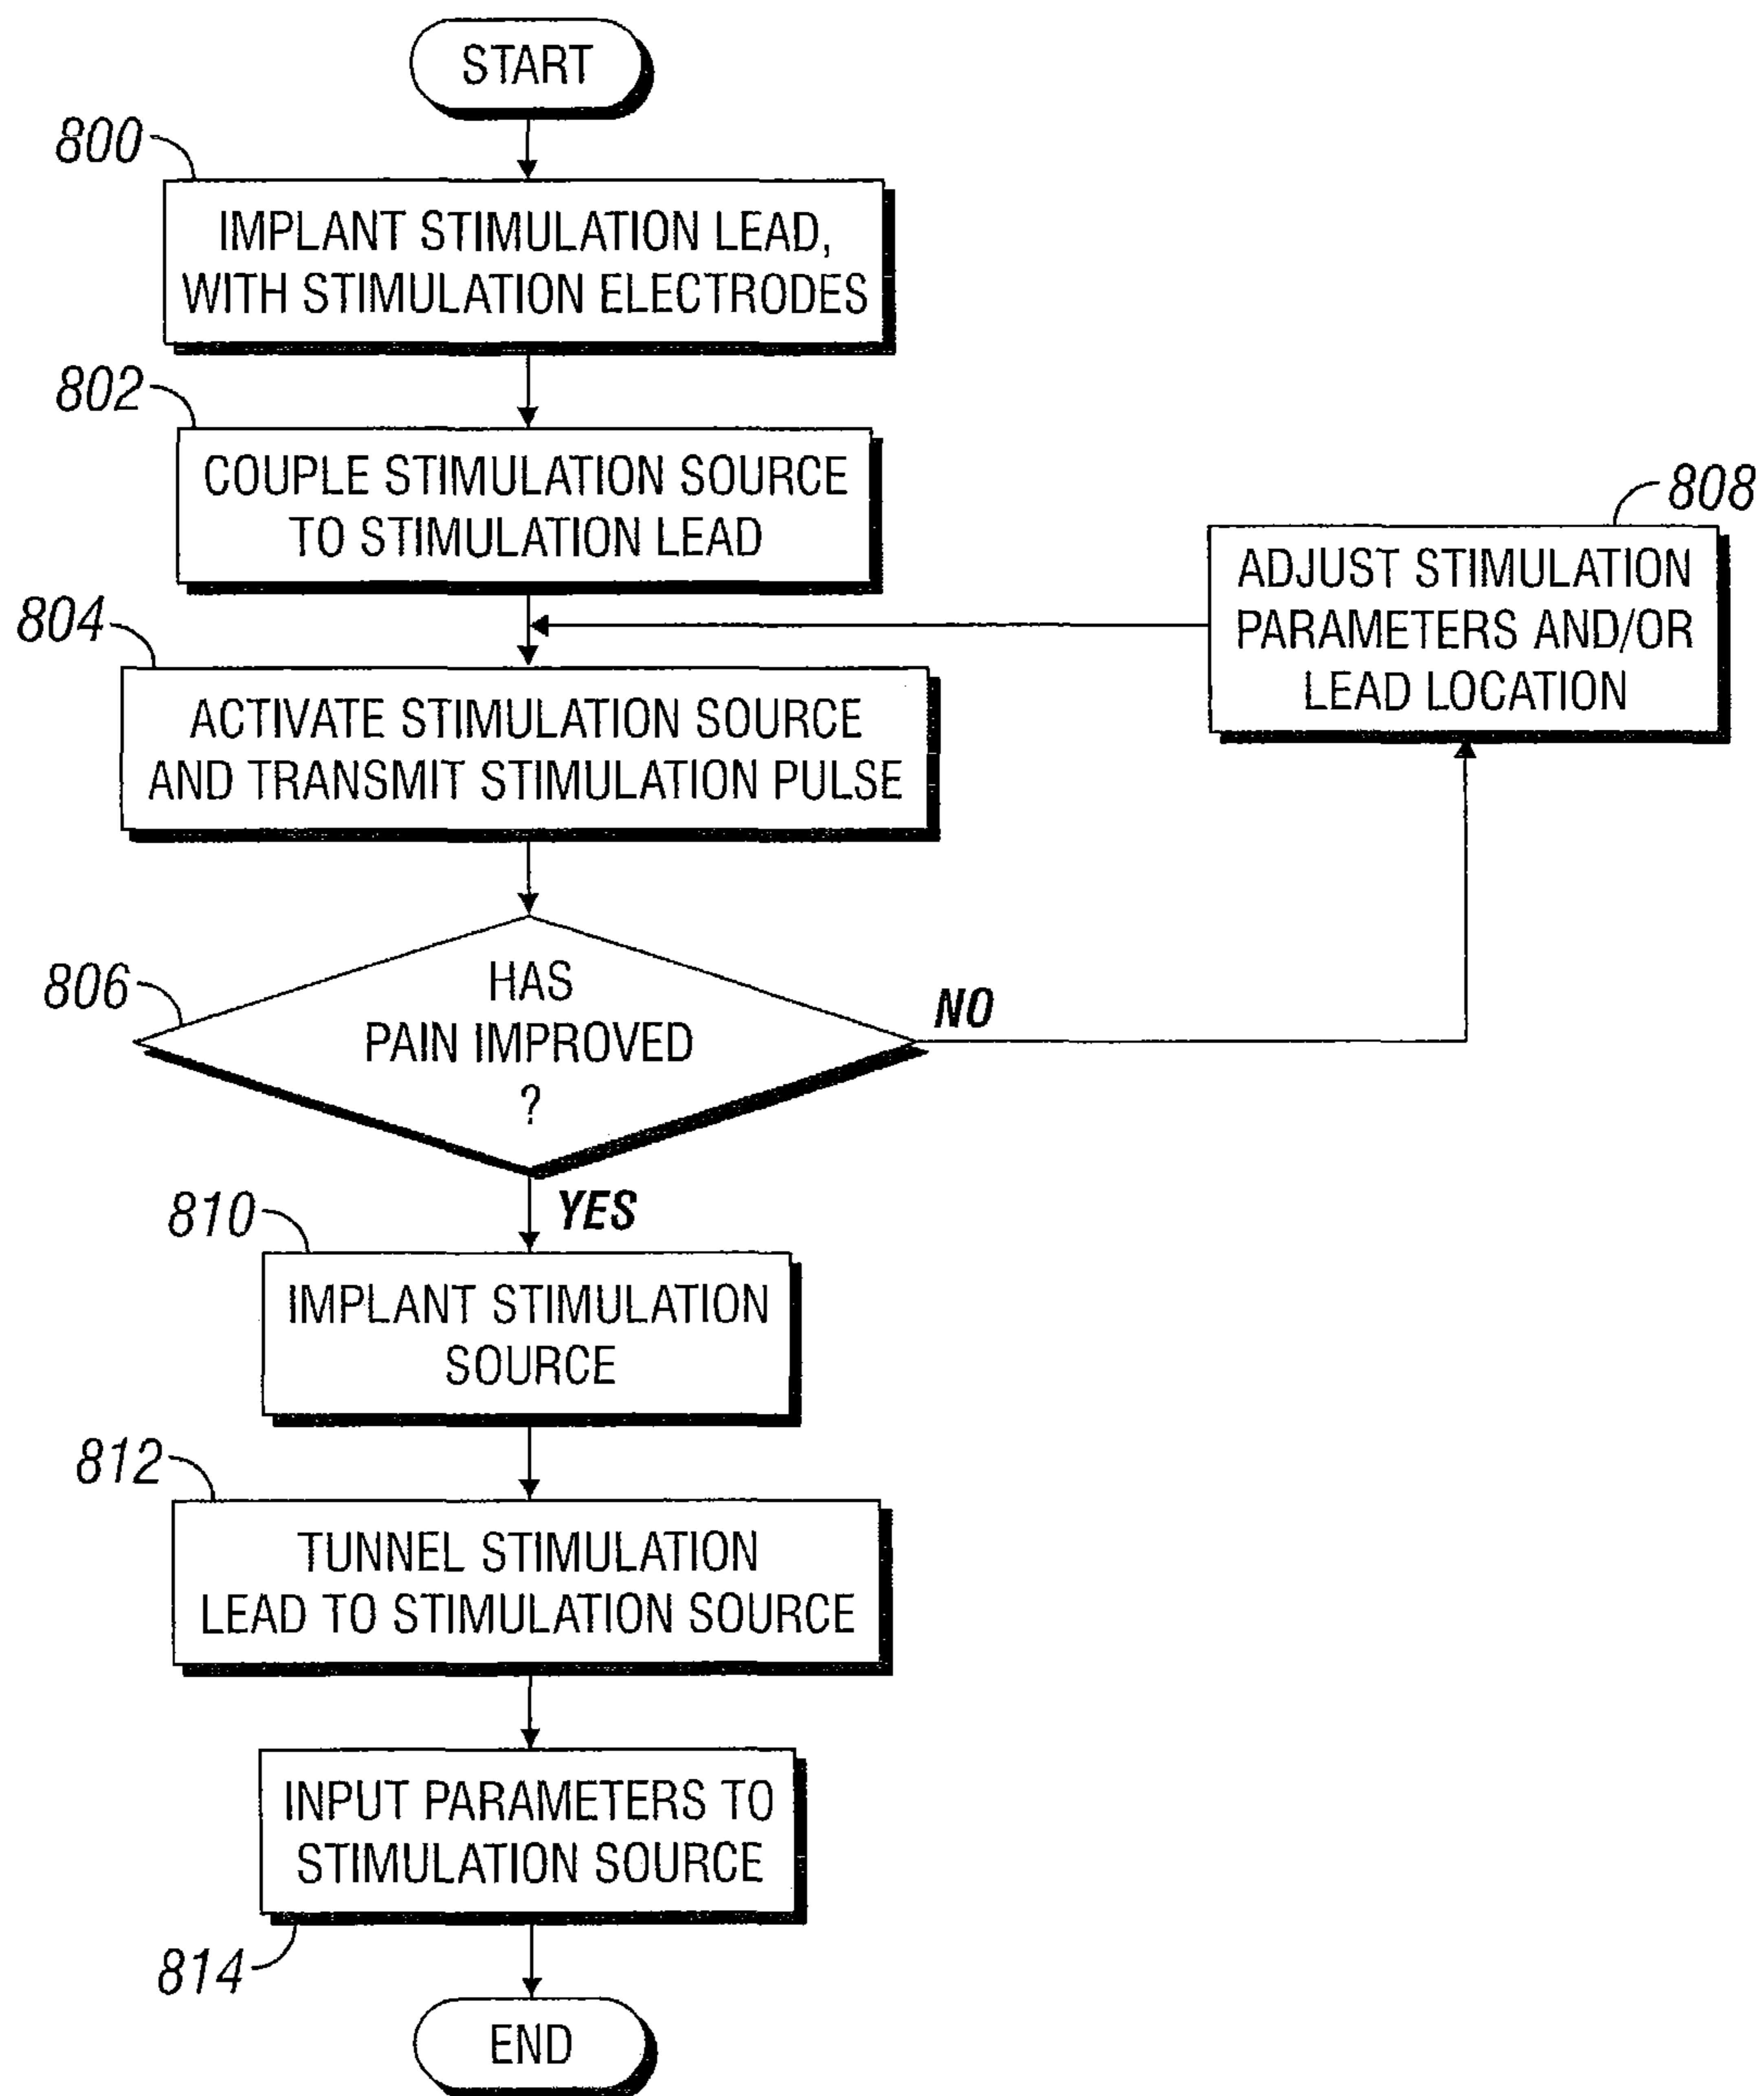 START
800
IMPLANT STIMULATION LEAD,
WITH STIMULATION ELECTRODES
802
COUPLE STIMULATION SOURCE
TO STIMULATION LEAD
808
ADJUST STIMULATION
PARAMETERS AND/OR
LEAD LOCATION
804
ACTIVATE STIMULATION SOURCE
AND TRANSMIT STIMULATION PULSE
806
HAS
PAIN IMPROVED
?
NO
YES
810
IMPLANT STIMULATION
SOURCE
812
TUNNEL STIMULATION
LEAD TO STIMULATION SOURCE
INPUT PARAMETERS TO
STIMULATION SOURCE
814
END